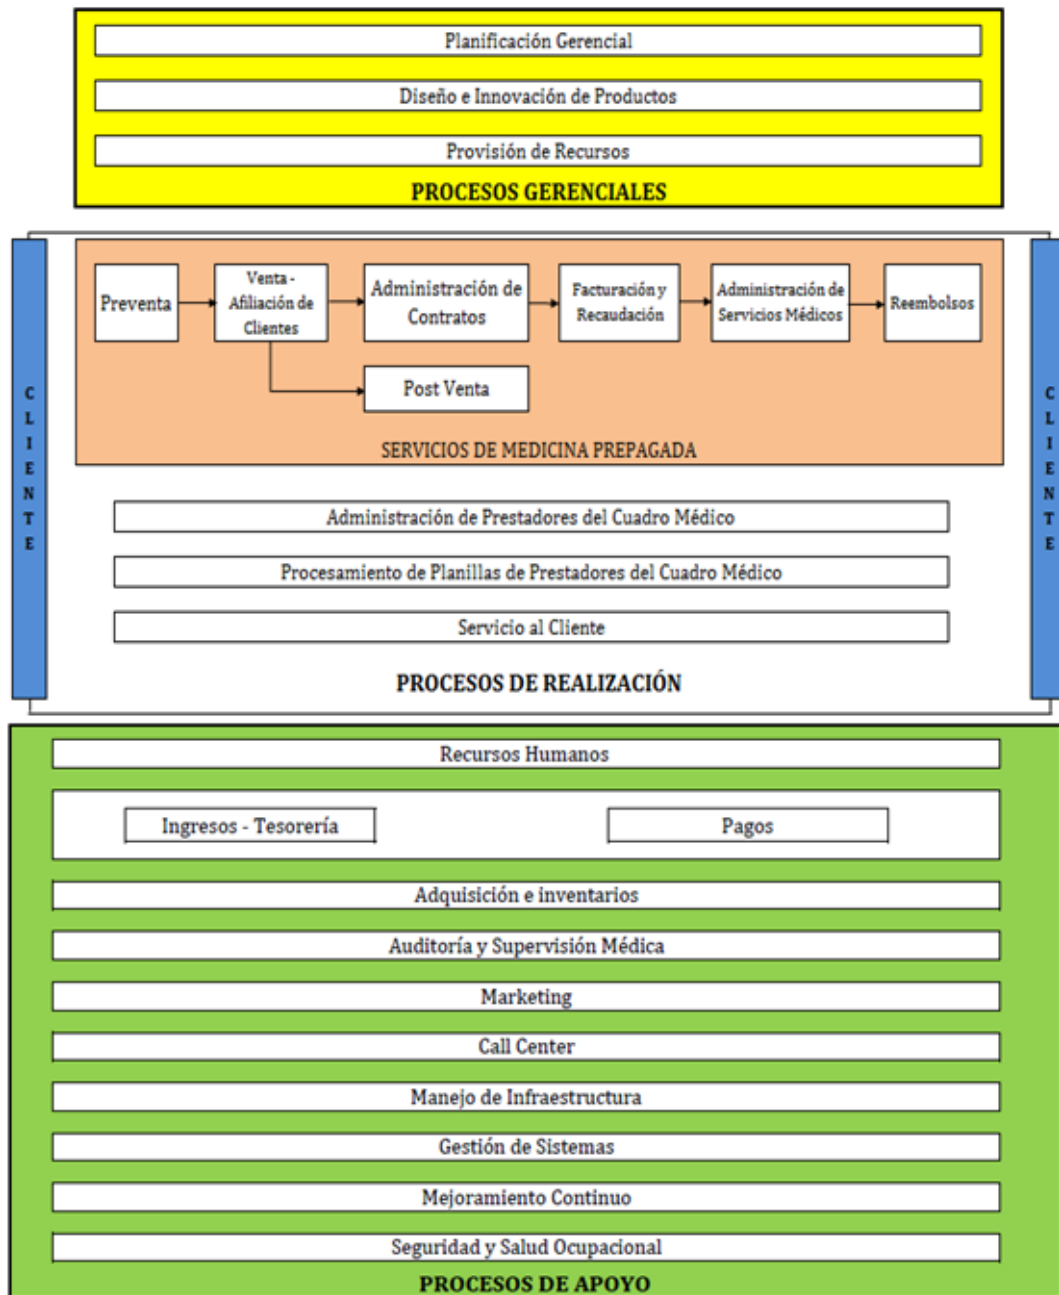 Planificación Gerencial
Diseño e Innovación de Productos
Provisión de Recursos
PROCESOS GERENCIALES
CLIENTE
Preventa
Venta -
Afiliación de
Clientes
Administración de
Contratos
Facturación y
Recaudación
Administración de
Servicios Médicos
Reembolsos
Post Venta
SERVICIOS DE MEDICINA PREPAGADA
CLIENTE
Administración de Prestadores del Cuadro Médico
Procesamiento de Planillas de Prestadores del Cuadro Médico
Servicio al Cliente
PROCESOS DE REALIZACIÓN
Recursos Humanos
Ingresos - Tesorería
Pagos
Adquisición e inventarios
Auditoría y Supervisión Médica
Marketing
Call Center
Manejo de Infraestructura
Gestión de Sistemas
Mejoramiento Continuo
Seguridad y Salud Ocupacional
PROCESOS DE APOYO